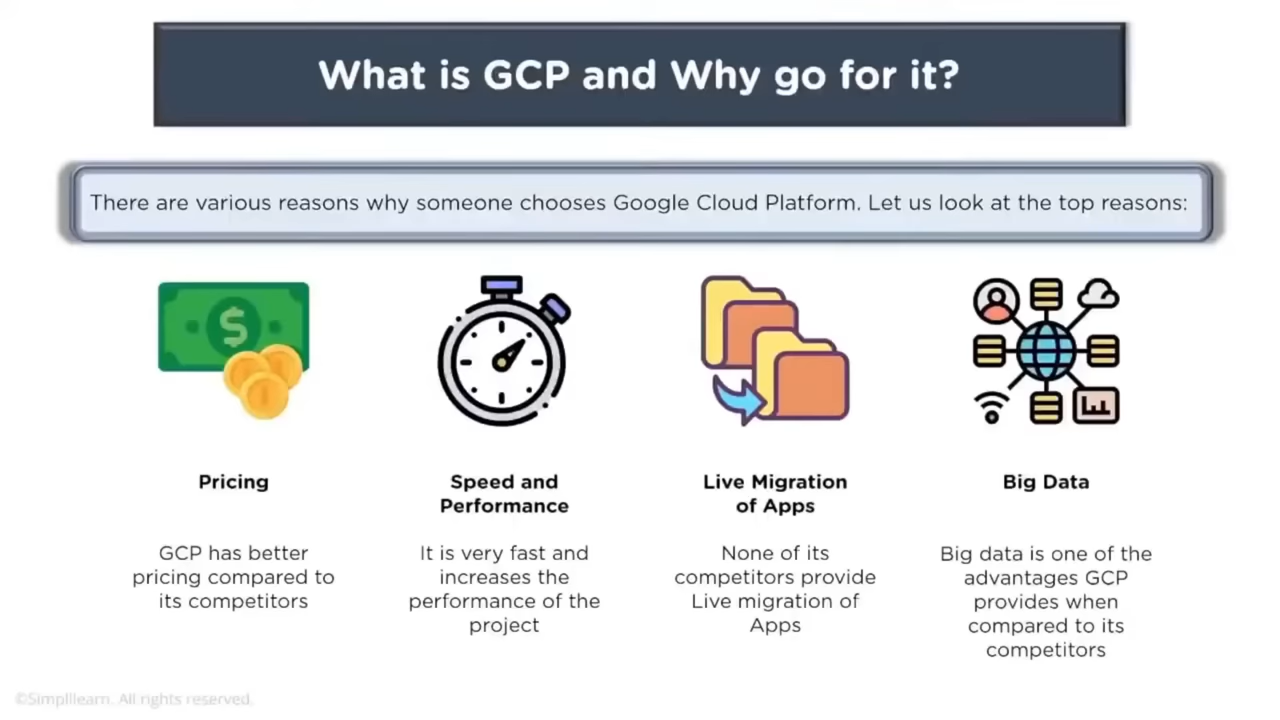 What is GCP and Why go for it?
There are various reasons why someone chooses Google Cloud Platform. Let us look at the top reasons:
Pricing
GCP has better
pricing compared to
its competitors
Speed and
Performance
It is very fast and
increases the
performance of the
project
Live Migration
of Apps
None of its
competitors provide
Live migration of
Apps
Big Data
Big data is one of the
advantages GCP
provides when
compared to its
competitors
©Simplilearn. All rights reserved.